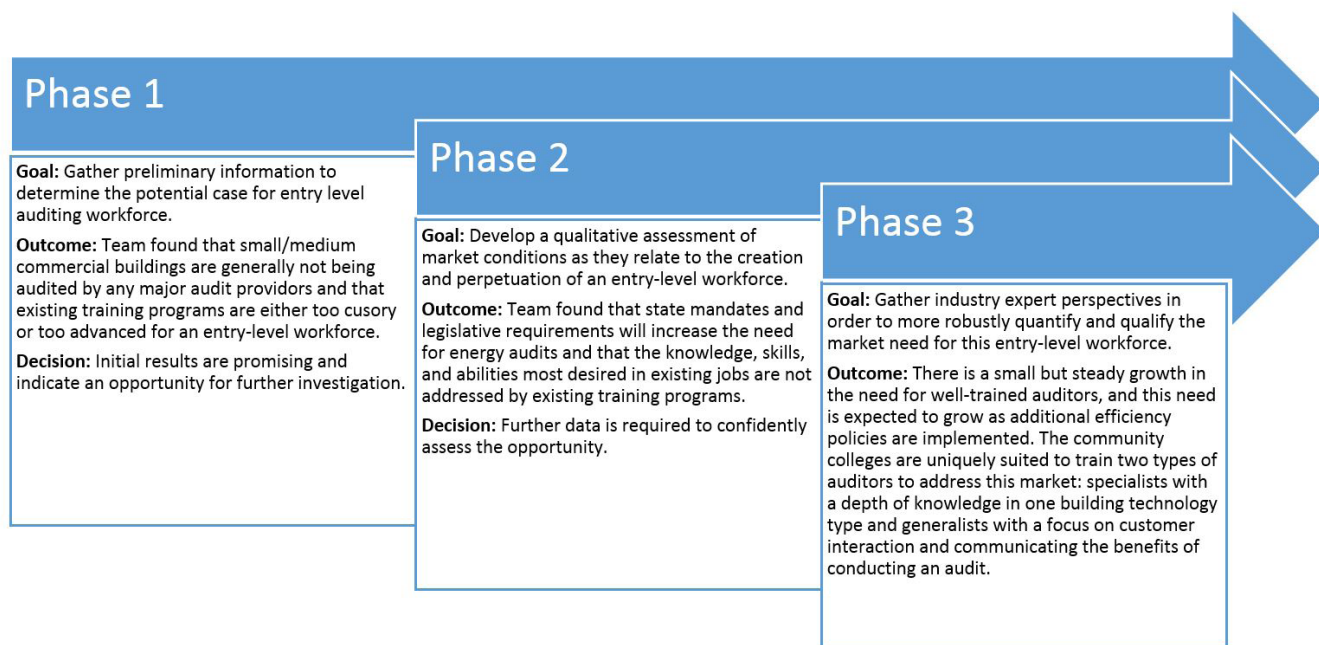 Phase 1
Goal: Gather preliminary information to
determine the potential case for entry level
auditing workforce.
Outcome: Team found that small/medium
commercial buildings are generally not being
audited by any major audit providors and that
existing training programs are either too cusory
or too advanced for an entry-level workforce.
Decision: Initial results are promising and
indicate an opportunity for further investigation.
Phase 2
Goal: Develop a qualitative assessment of
market conditions as they relate to the creation
and perpetuation of an entry-level workforce.
Outcome: Team found that state mandates and
legislative requirements will increase the need
for energy audits and that the knowledge, skills,
and abilities most desired in existing jobs are not
addressed by existing training programs.
Decision: Further data is required to confidently
assess the opportunity.
Phase 3
Goal: Gather industry expert perspectives in
order to more robustly quantify and qualify the
market need for this entry-level workforce.
Outcome: There is a small but steady growth in
the need for well-trained auditors, and this need
is expected to grow as additional efficiency
policies are implemented. The community
colleges are uniquely suited to train two types of
auditors to address this market: specialists with
a depth of knowledge in one building technology
type and generalists with a focus on customer
interaction and communicating the benefits of
conducting an audit.